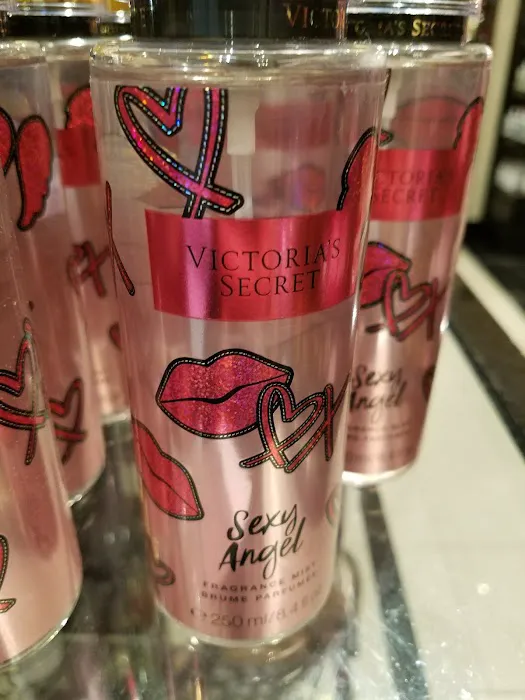 VICTORIA'S
SECRET
Sexy
Angel
FRAGRANCE MIST
BRUME PARFUMÉE
℮ 250 ml/8.4 fl
VICTORIA'S SECRET
VICTORIA'S
SECRET
Sexy
Angel